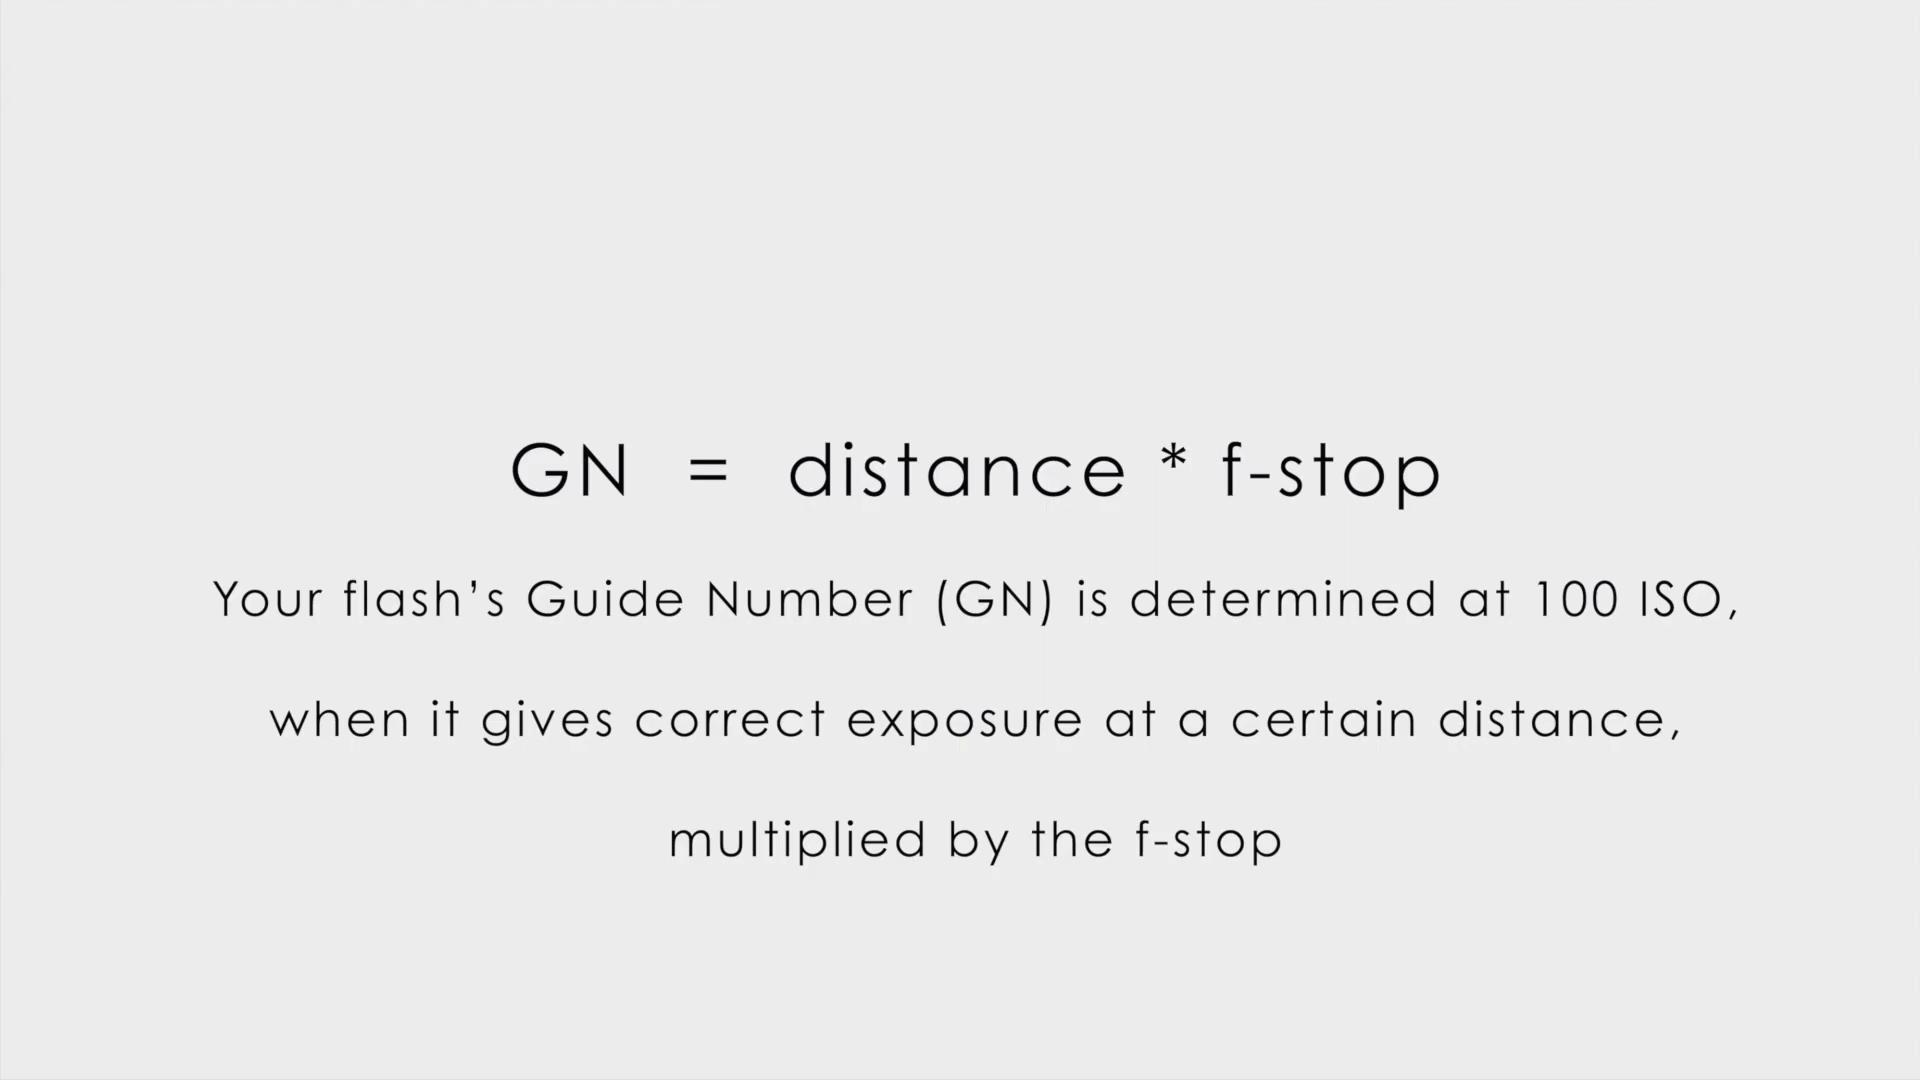 GN = distance * f-stop
Your flash’s Guide Number (GN) is determined at 100 ISO,
when it gives correct exposure at a certain distance,
multiplied by the f-stop